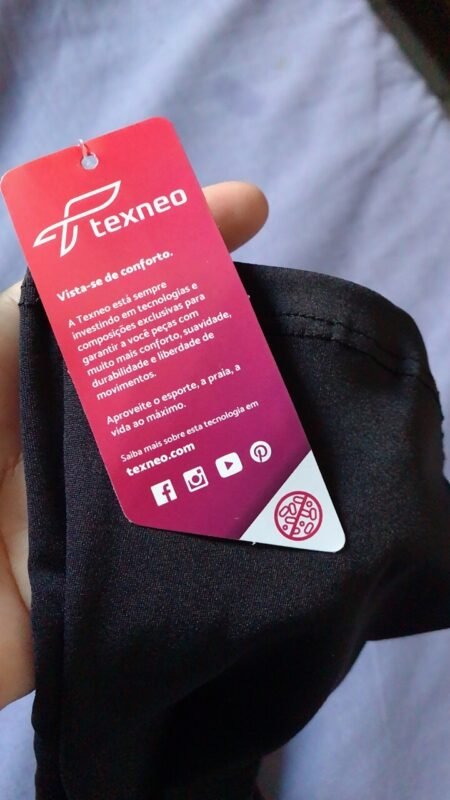 texneo
Vista-se de conforto.
A Texneo está sempre
investindo em tecnologias e
composições exclusivas para
garantir a você peças com
muito mais conforto, suavidade,
durabilidade e liberdade de
movimentos.
Aproveite o esporte, a praia, a
vida ao máximo.
Saiba mais sobre esta tecnologia em
texneo.com